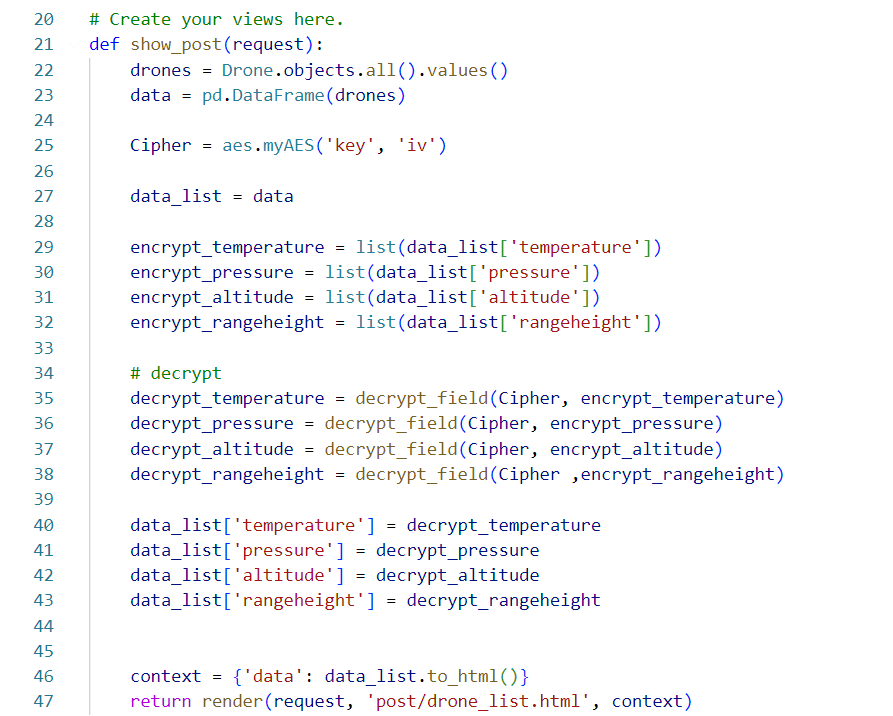 20 # Create your views here.
21 def show_post(request):
22     drones = Drone.objects.all().values()
23     data = pd.DataFrame(drones)
24
25     Cipher = aes.myAES('key', 'iv')
26
27     data_list = data
28
29     encrypt_temperature = list(data_list['temperature'])
30     encrypt_pressure = list(data_list['pressure'])
31     encrypt_altitude = list(data_list['altitude'])
32     encrypt_rangeheight = list(data_list['rangeheight'])
33
34     # decrypt
35     decrypt_temperature = decrypt_field(Cipher, encrypt_temperature)
36     decrypt_pressure = decrypt_field(Cipher, encrypt_pressure)
37     decrypt_altitude = decrypt_field(Cipher, encrypt_altitude)
38     decrypt_rangeheight = decrypt_field(Cipher ,encrypt_rangeheight)
39
40     data_list['temperature'] = decrypt_temperature
41     data_list['pressure'] = decrypt_pressure
42     data_list['altitude'] = decrypt_altitude
43     data_list['rangeheight'] = decrypt_rangeheight
44
45
46     context = {'data': data_list.to_html()}
47     return render(request, 'post/drone_list.html', context)